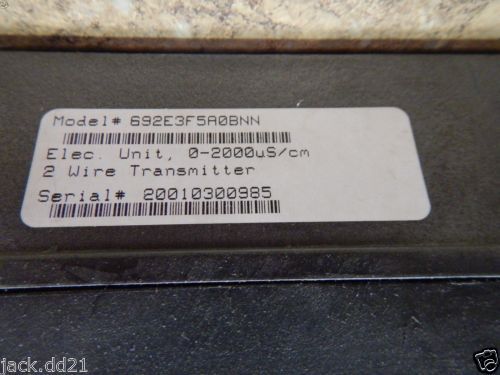 Model# 692E3F5A0BNN
Elec. Unit, 0-2000uS/cm
2 Wire Transmitter
Serial# 20010300985
jack.dd21